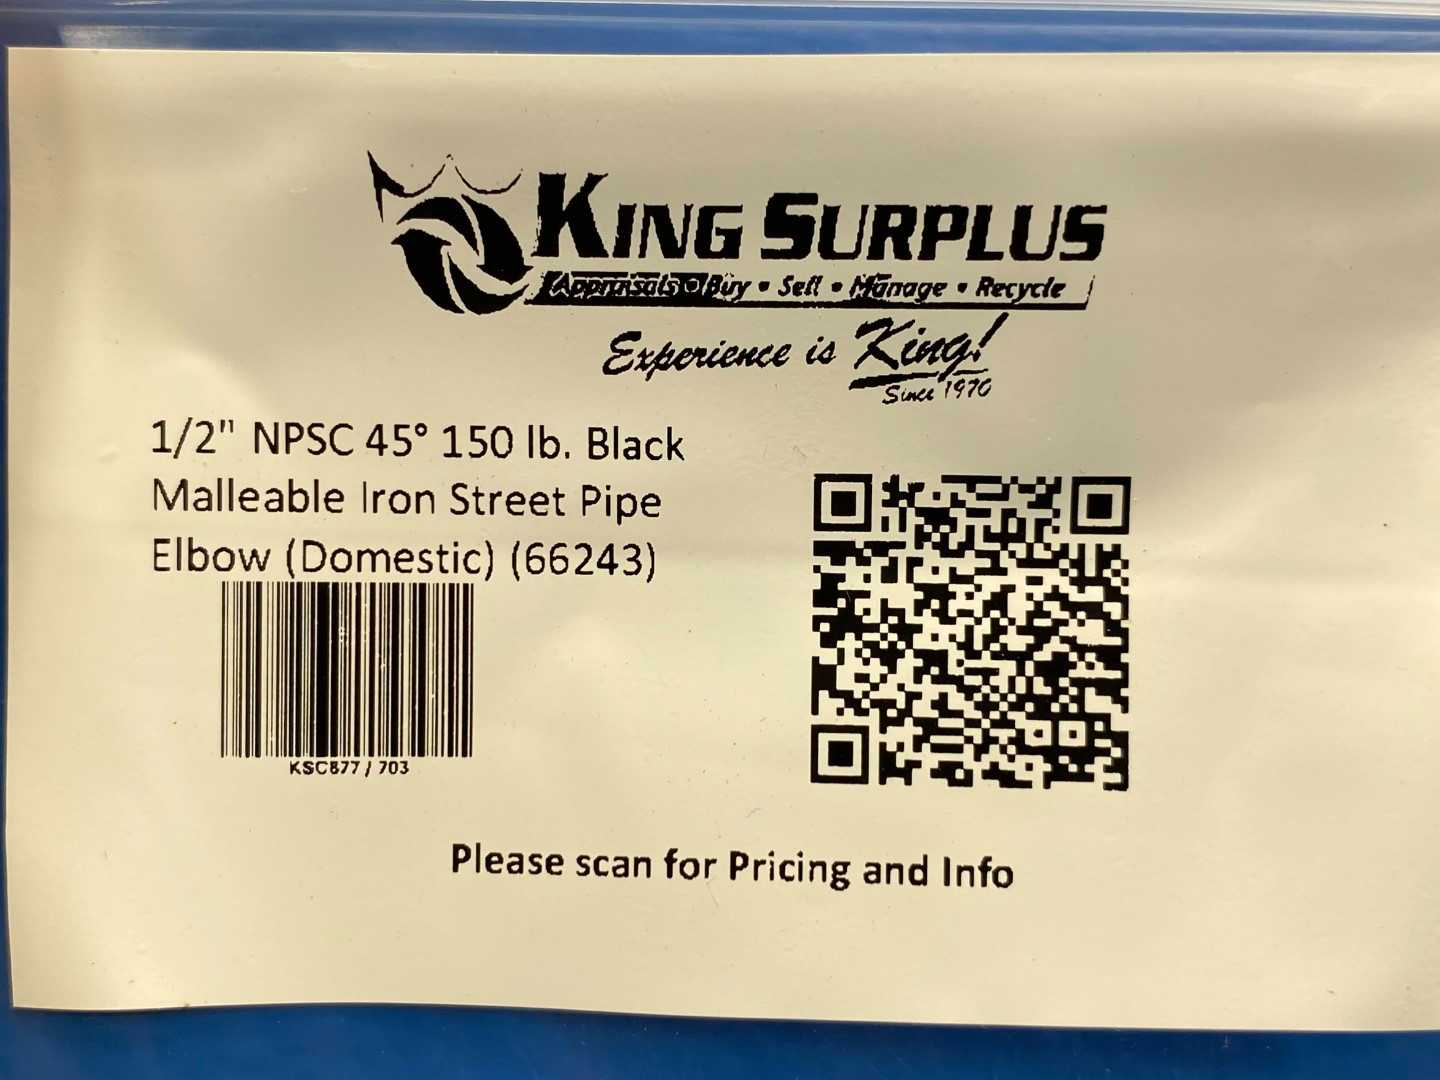 KING SURPLUS
Appraisals • Buy • Sell • Manage • Recycle
Experience is King!
Since 1970
1/2" NPSC 45° 150 lb. Black
Malleable Iron Street Pipe
Elbow (Domestic) (66243)
KSC877 / 703
Please scan for Pricing and Info